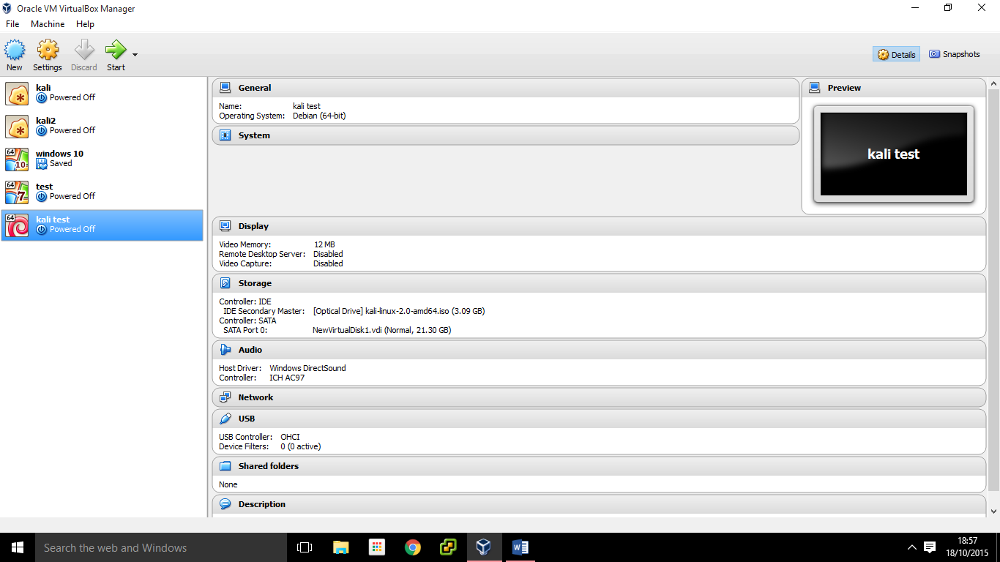 Oracle VM VirtualBox Manager
File Machine Help
New Settings Discard Start
Details Snapshots
kali
Powered Off
kali2
Powered Off
64
10
windows 10
Saved
64
7
test
Powered Off
64
kali test
Powered Off
General
Name: kali test
Operating System: Debian (64-bit)
System
Preview
kali test
Display
Video Memory: 12 MB
Remote Desktop Server: Disabled
Video Capture: Disabled
Storage
Controller: IDE
IDE Secondary Master: [Optical Drive] kali-linux-2.0-amd64.iso (3.09 GB)
Controller: SATA
SATA Port 0: NewVirtualDisk1.vdi (Normal, 21.30 GB)
Audio
Host Driver: Windows DirectSound
Controller: ICH AC97
Network
USB
USB Controller: OHCI
Device Filters: 0 (0 active)
Shared folders
None
Description
Search the web and Windows
18:57
18/10/2015